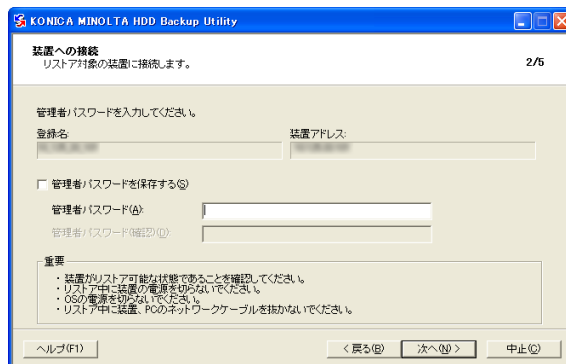 KONICA MINOLTA HDD Backup Utility
装置への接続
リストア対象の装置に接続します。
2/5
管理者パスワードを入力してください。
登録名:
装置アドレス:
管理者パスワードを保存する(S)
管理者パスワード(A):
管理者パスワード(確認)(D):
重要
・ 装置がリストア可能な状態であることを確認してください。
・ リストア中に装置の電源を切らないでください。
・ OSの電源を切らないでください。
・ リストア中に装置、PCのネットワークケーブルを抜かないでください。
ヘルプ(F1)
< 戻る(B)
次へ(N) >
中止(C)